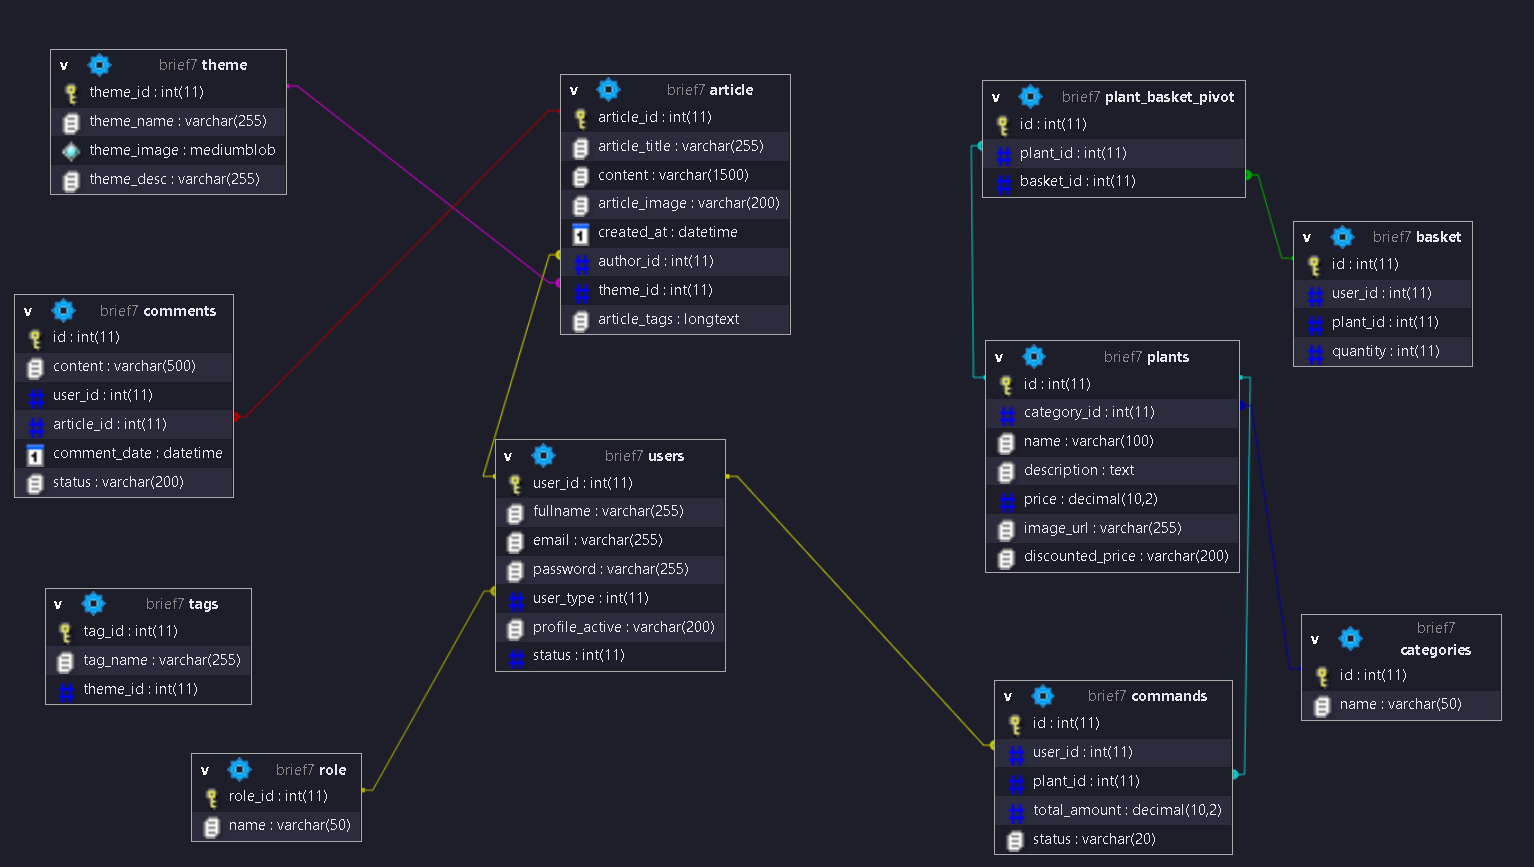 v brief7 theme
theme_id : int(11)
theme_name : varchar(255)
theme_image : mediumblob
theme_desc : varchar(255)
v brief7 article
article_id : int(11)
article_title : varchar(255)
content : varchar(1500)
article_image : varchar(200)
created_at : datetime
author_id : int(11)
theme_id : int(11)
article_tags : longtext
v brief7 plant_basket_pivot
id : int(11)
plant_id : int(11)
basket_id : int(11)
v brief7 basket
id : int(11)
user_id : int(11)
plant_id : int(11)
quantity : int(11)
v brief7 comments
id : int(11)
content : varchar(500)
user_id : int(11)
article_id : int(11)
comment_date : datetime
status : varchar(200)
v brief7 plants
id : int(11)
category_id : int(11)
name : varchar(100)
description : text
price : decimal(10,2)
image_url : varchar(255)
discounted_price : varchar(200)
v brief7 users
user_id : int(11)
fullname : varchar(255)
email : varchar(255)
password : varchar(255)
user_type : int(11)
profile_active : varchar(200)
status : int(11)
v brief7 tags
tag_id : int(11)
tag_name : varchar(255)
theme_id : int(11)
v brief7
categories
id : int(11)
name : varchar(50)
v brief7 commands
id : int(11)
user_id : int(11)
plant_id : int(11)
total_amount : decimal(10,2)
status : varchar(20)
v brief7 role
role_id : int(11)
name : varchar(50)